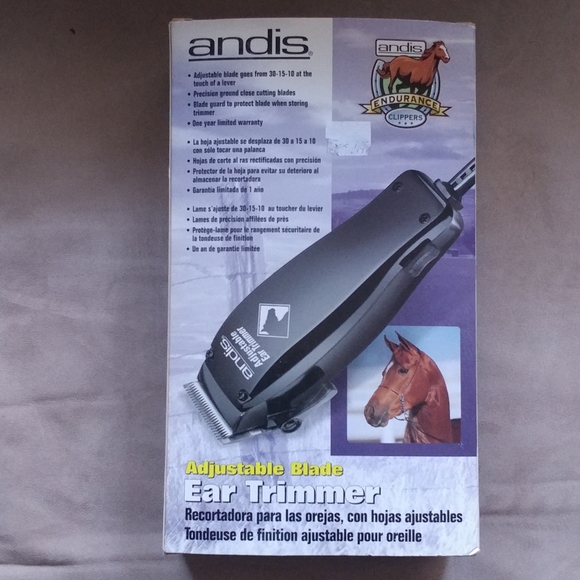 andis®
• Adjustable blade goes from 30-15-10 at the
touch of a lever
• Precision ground close cutting blades
• Blade guard to protect blade when storing
trimmer
• One year limited warranty
• La hoja ajustable se desplaza de 30 a 15 a 10
con sólo tocar una palanca
• Hojas de corte al ras rectificadas con precisión
• Protector de la hoja para evitar su deterioro al
almacenar la recortadora
• Garantía limitada de 1 año
• Lame s'ajuste de 30-15-10 au toucher du levier
• Lames de précision affilées de près
• Protège-lame pour le rangement sécuritaire de
la tondeuse de finition
• Un an de garantie limitée
andis
ENDURANCE
CLIPPERS
andis.
Adjustable
Ear Trimmer
Adjustable Blade
Ear Trimmer
Recortadora para las orejas, con hojas ajustables
Tondeuse de finition ajustable pour oreille